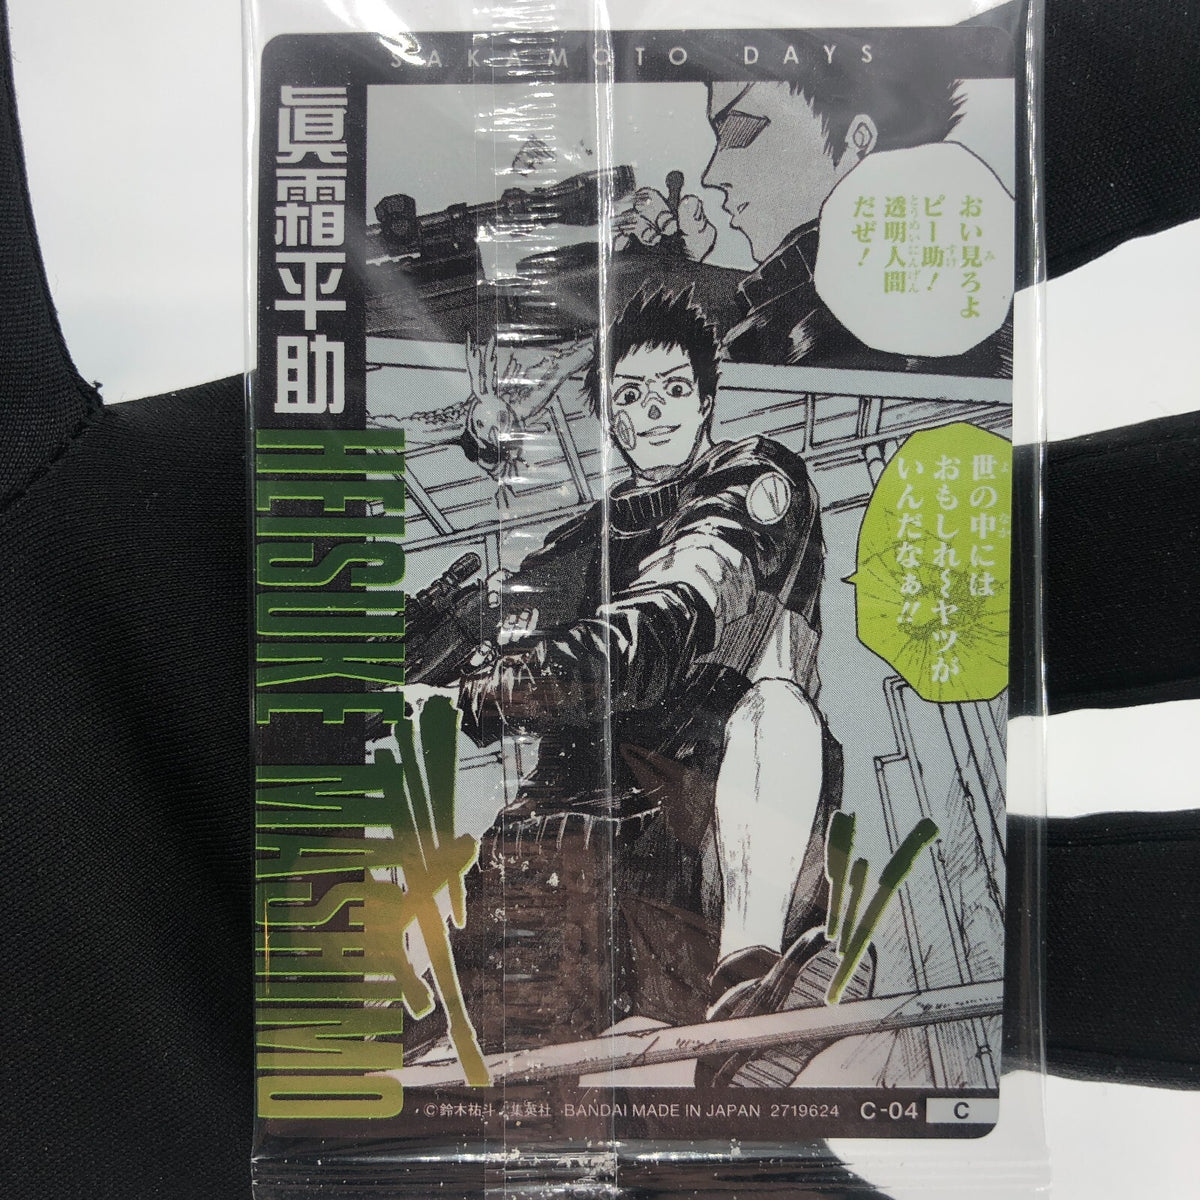 SAKAMOTO DAYS
眞霜平助
HEISUKE MASHIMO
おい見ろよ
ピー助！
透明人間
だぜ！
世の中には
おもしれ〜ヤツが
いんだなぁ!!
©鈴木祐斗／集英社 BANDAI MADE IN JAPAN 2719624 C-04 C